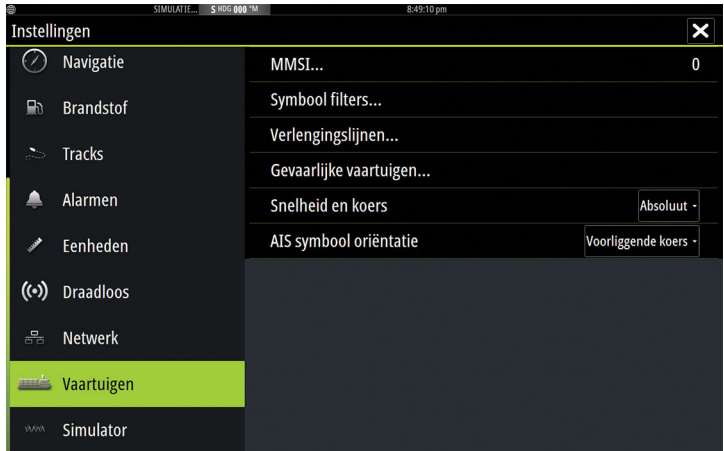 SIMULATIE... S HDG 000 °M 8:49:10 pm
Instellingen
Navigatie
Brandstof
Tracks
Alarmen
Eenheden
Draadloos
Netwerk
Vaartuigen
Simulator
MMSI... 0
Symbool filters...
Verlengingslijnen...
Gevaarlijke vaartuigen...
Snelheid en koers Absoluut
AIS symbool oriëntatie Voorliggende koers